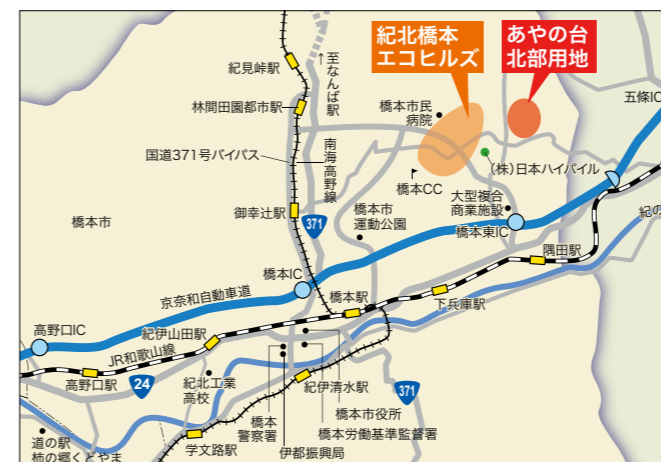 紀北橋本
エコヒルズ
あやの台
北部用地
↑至なんば駅
紀見峠駅
林間田園都市駅
橋本市民
病院
五條IC
国道371号バイパス
南海高野線
(株)日本ハイパイル
橋本CC
大型複合
商業施設
橋本市
御幸辻駅
371
橋本市
運動公園
橋本東IC
紀の
隅田駅
橋本IC
京奈和自動車道
橋本駅
下兵庫駅
高野口IC
紀伊山田駅
JR和歌山線
高野口駅
24
紀北工業
高校
紀伊清水駅
371
橋本市役所
橋本
警察署
橋本労働基準監督署
伊都振興局
学文路駅
道の駅
柿の郷くどやま